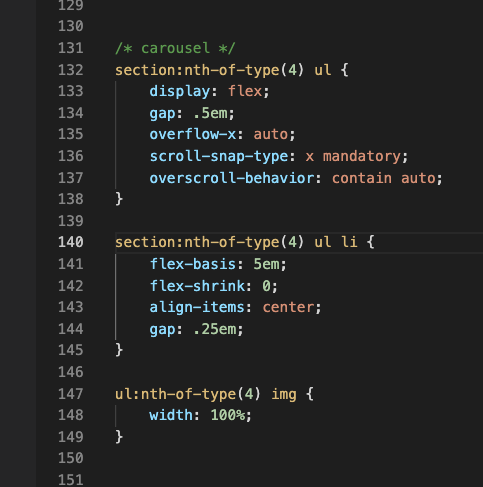 129
130
131 /* carousel */
132 section:nth-of-type(4) ul {
133 display: flex;
134 gap: .5em;
135 overflow-x: auto;
136 scroll-snap-type: x mandatory;
137 overscroll-behavior: contain auto;
138 }
139
140 section:nth-of-type(4) ul li {
141 flex-basis: 5em;
142 flex-shrink: 0;
143 align-items: center;
144 gap: .25em;
145 }
146
147 ul:nth-of-type(4) img {
148 width: 100%;
149 }
150
151